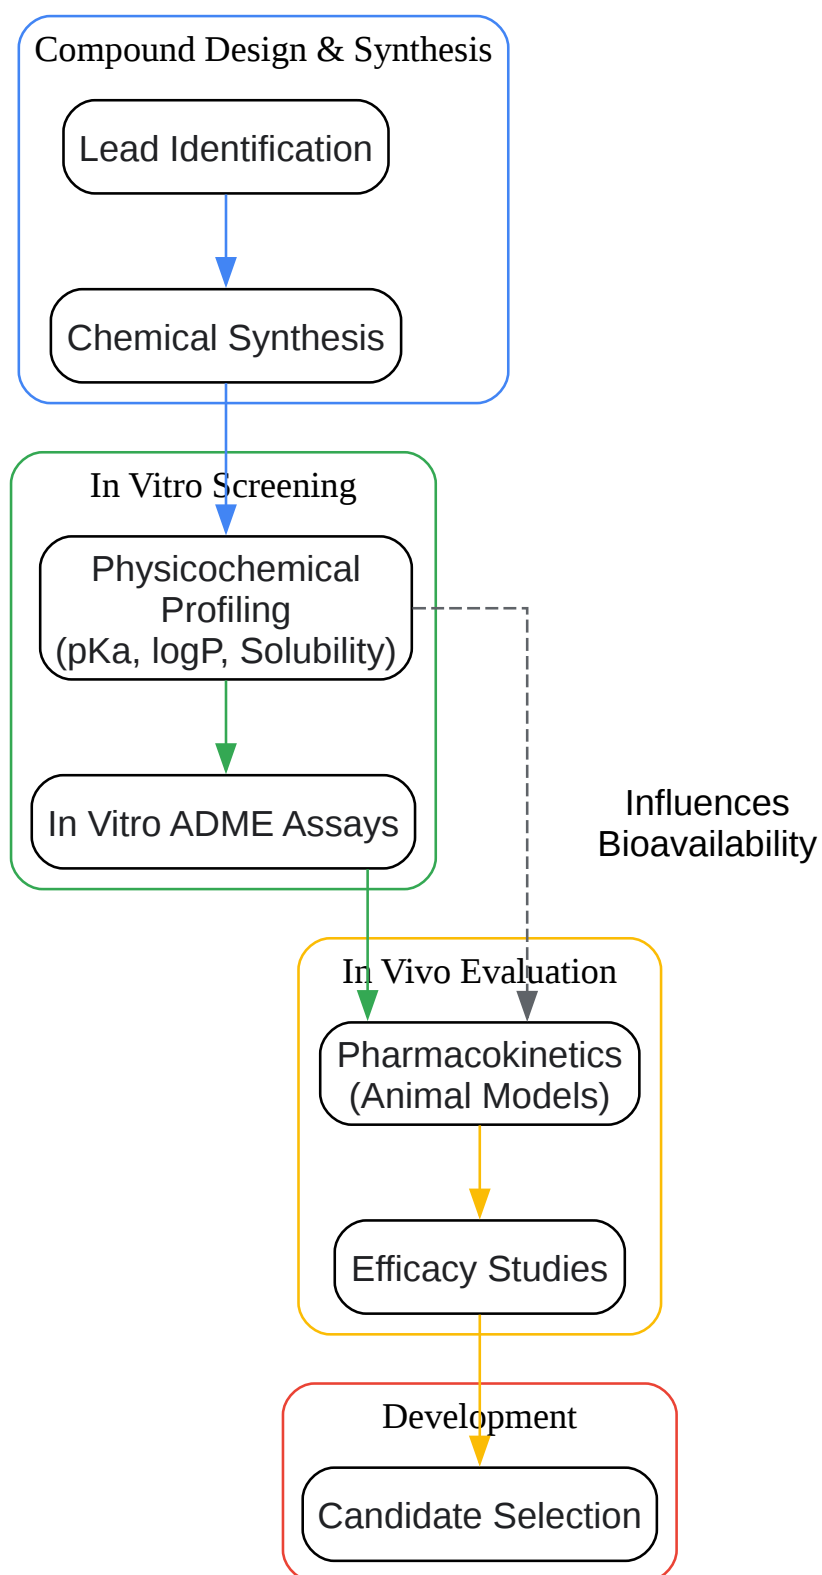 Compound Design & Synthesis
Lead Identification
Chemical Synthesis
In Vitro Screening
Physicochemical
Profiling
(pKa, logP, Solubility)
In Vitro ADME Assays
Influences
Bioavailability
In Vivo Evaluation
Pharmacokinetics
(Animal Models)
Efficacy Studies
Development
Candidate Selection